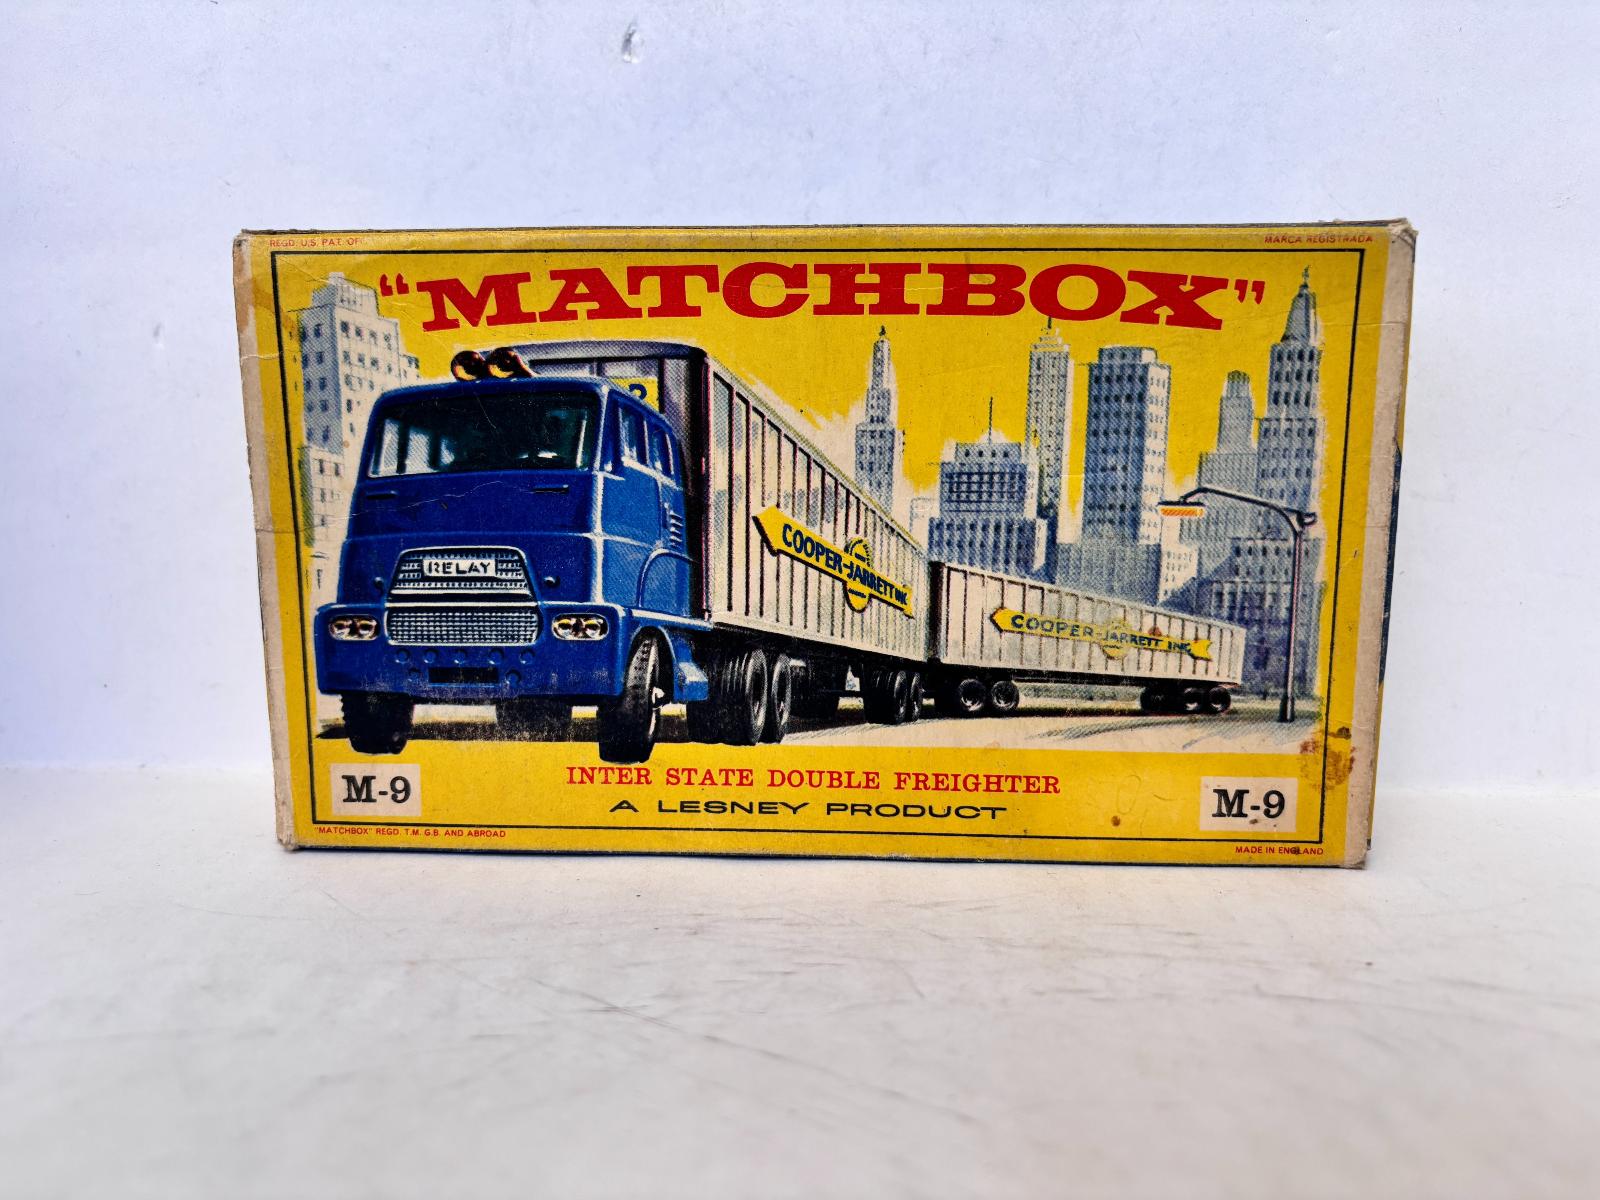 REGD. U.S. PAT. OF
MARCA REGISTRADA
"MATCHBOX"
COOPER-JARRETT INC.
COOPER-JARRETT INC.
RELAY
INTER STATE DOUBLE FREIGHTER
M-9
A LESNEY PRODUCT
M-9
"MATCHBOX" REGD. T.M. G.B. AND ABROAD
MADE IN ENGLAND